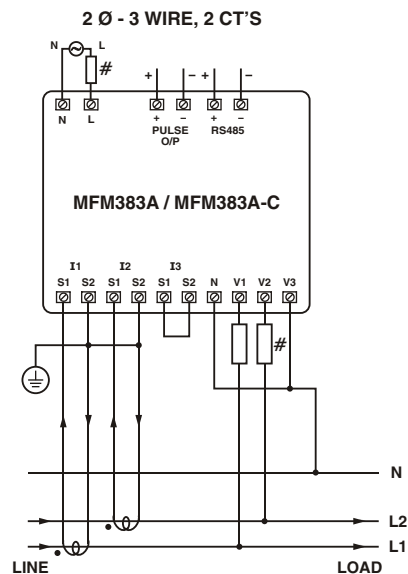 2 Ø - 3 WIRE, 2 CT'S
N L
#
+ − + −
N L + − + −
PULSE O/P RS485
MFM383A / MFM383A-C
I1 I2 I3
S1 S2 S1 S2 S1 S2 N V1 V2 V3
#
N
L2
L1
LINE LOAD